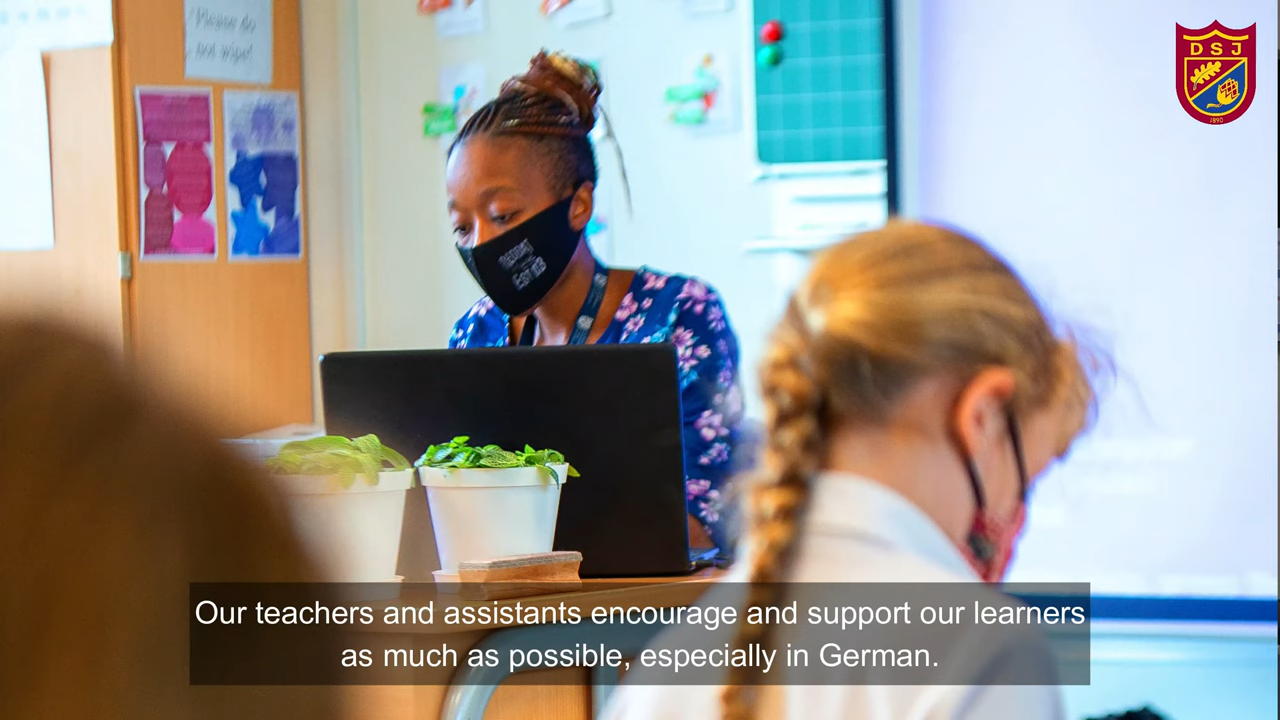 "Please do
not wipe!"
DSJ
1890
Our teachers and assistants encourage and support our learners
as much as possible, especially in German.